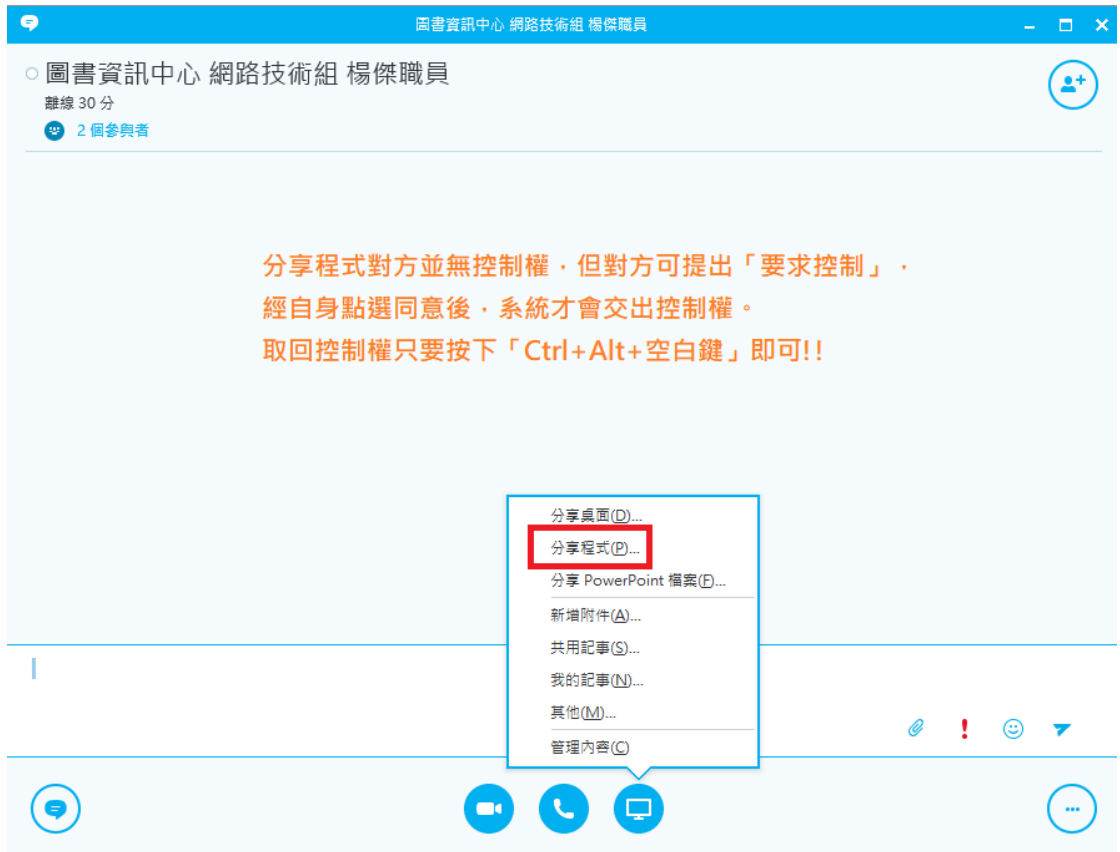 圖書資訊中心 網路技術組 楊傑職員
圖書資訊中心 網路技術組 楊傑職員
離線 30 分
2 個參與者
分享程式對方並無控制權，但對方可提出「要求控制」，
經自身點選同意後，系統才會交出控制權。
取回控制權只要按下「Ctrl+Alt+空白鍵」即可!!
分享桌面(D)...
分享程式(P)...
分享 PowerPoint 檔案(F)...
新增附件(A)...
共用記事(S)...
我的記事(N)...
其他(M)...
管理內容(C)